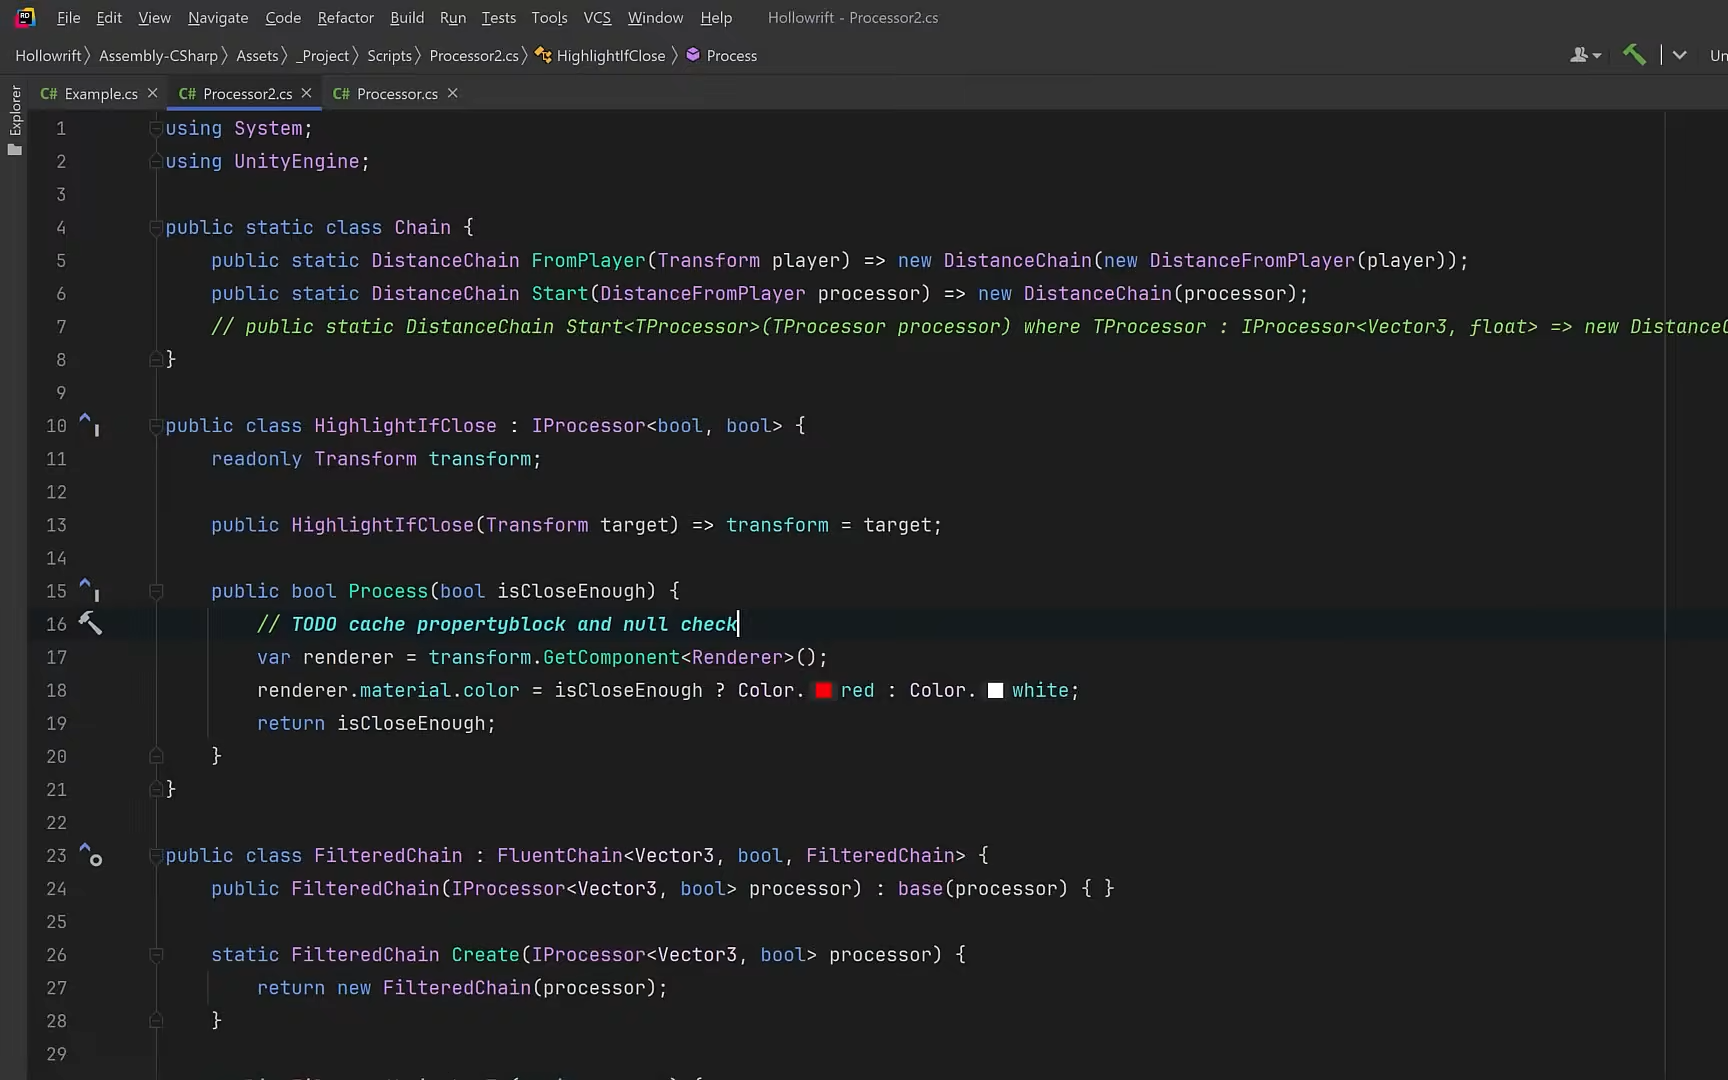 RD File Edit View Navigate Code Refactor Build Run Tests Tools VCS Window Help Hollowrift - Processor2.cs
Hollowrift Assembly-CSharp Assets _Project Scripts Processor2.cs HighlightIfClose Process Un
Explorer
C# Example.cs C# Processor2.cs C# Processor.cs
1 using System;
2 using UnityEngine;
3
4 public static class Chain {
5 public static DistanceChain FromPlayer(Transform player) => new DistanceChain(new DistanceFromPlayer(player));
6 public static DistanceChain Start(DistanceFromPlayer processor) => new DistanceChain(processor);
7 // public static DistanceChain Start<TProcessor>(TProcessor processor) where TProcessor : IProcessor<Vector3, float> => new Distance
8 }
9
10 public class HighlightIfClose : IProcessor<bool, bool> {
11 readonly Transform transform;
12
13 public HighlightIfClose(Transform target) => transform = target;
14
15 public bool Process(bool isCloseEnough) {
16 // TODO cache propertyblock and null check
17 var renderer = transform.GetComponent<Renderer>();
18 renderer.material.color = isCloseEnough ? Color. red : Color. white;
19 return isCloseEnough;
20 }
21 }
22
23 public class FilteredChain : FluentChain<Vector3, bool, FilteredChain> {
24 public FilteredChain(IProcessor<Vector3, bool> processor) : base(processor) { }
25
26 static FilteredChain Create(IProcessor<Vector3, bool> processor) {
27 return new FilteredChain(processor);
28 }
29